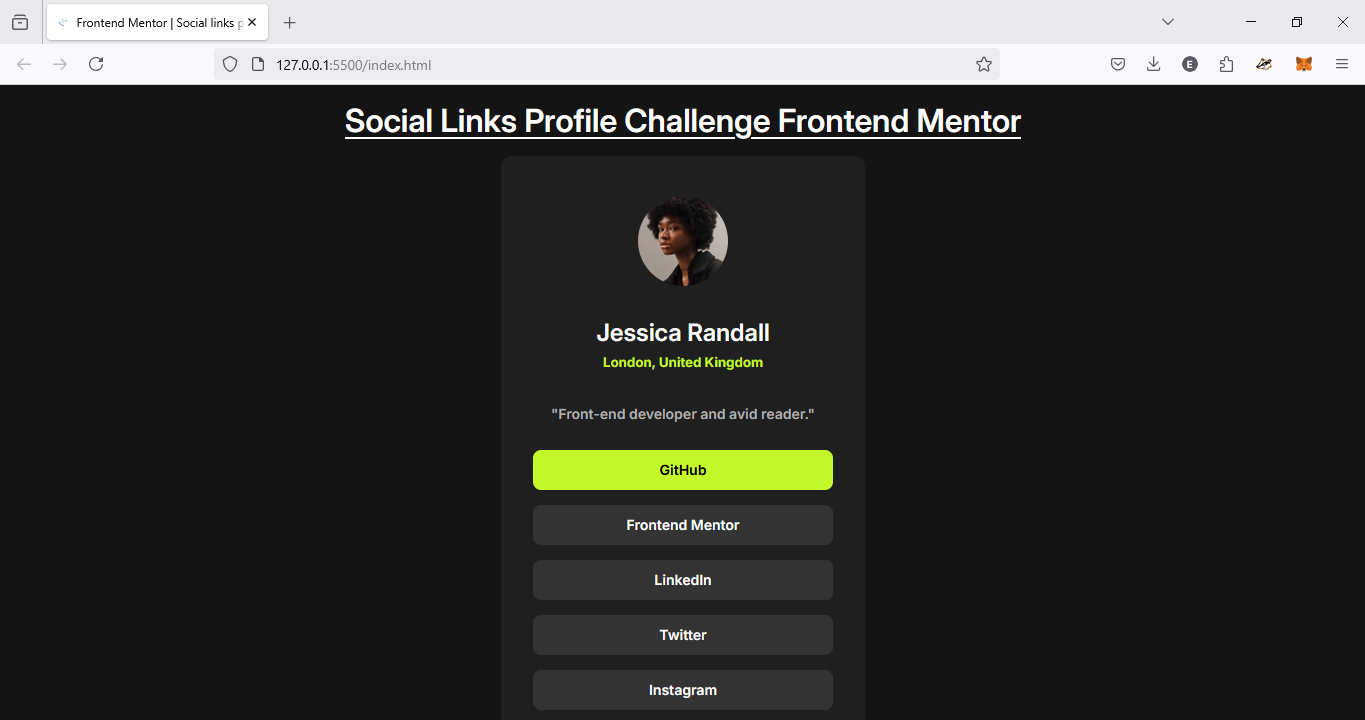 Frontend Mentor | Social links p
127.0.0.1:5500/index.html
E
Social Links Profile Challenge Frontend Mentor
Jessica Randall
London, United Kingdom
"Front-end developer and avid reader."
GitHub
Frontend Mentor
LinkedIn
Twitter
Instagram